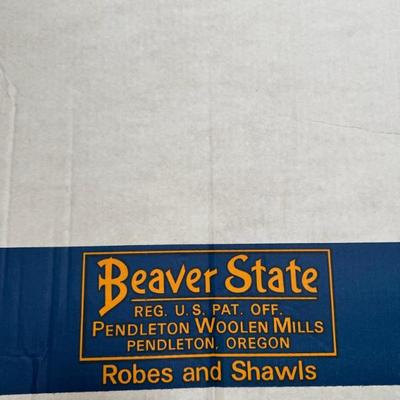 Beaver State
REG. U.S. PAT. OFF.
PENDLETON WOOLEN MILLS
PENDLETON, OREGON
Robes and Shawls